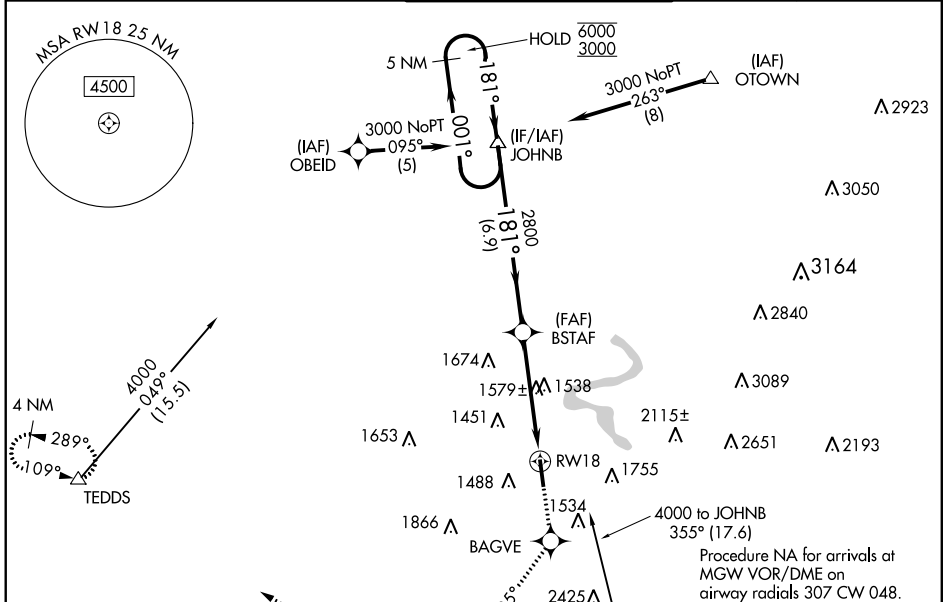 MSA RW18 25 NM
4500
HOLD 6000
3000
5 NM
181°
001°
3000 NoPT
263°
(8)
(IAF)
OTOWN
2923
(IAF)
OBEID
3000 NoPT
095°
(5)
(IF/IAF)
JOHNB
3050
2800
181°
(6.9)
3164
(FAF)
BSTAF
2840
4000
049°
(15.5)
1674
1579±
1538
3089
4 NM
289°
109°
TEDDS
1451
1653
2115±
2651
2193
RW18
1488
1755
1534
1866
BAGVE
4000 to JOHNB
355° (17.6)
Procedure NA for arrivals at
MGW VOR/DME on
airway radials 307 CW 048.
2425